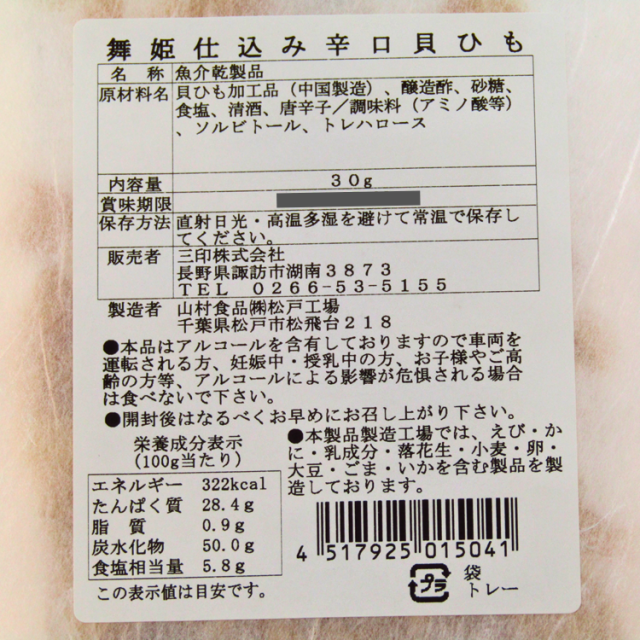 舞姫仕込み辛口貝ひも
名称 魚介乾製品
原材料名 貝ひも加工品（中国製造）、醸造酢、砂糖、
食塩、清酒、唐辛子／調味料（アミノ酸等）
、ソルビトール、トレハロース
内容量 30g
賞味期限
保存方法 直射日光・高温多湿を避けて常温で保存し
てください。
販売者 三印株式会社
長野県諏訪市湖南3873
TEL 0266-53-5155
製造者 山村食品㈱松戸工場
千葉県松戸市松飛台218
●本品はアルコールを含有しておりますので車両を
運転される方、妊娠中・授乳中の方、お子様やご高
齢の方等、アルコールによる影響が危惧される場合
は食べないで下さい。
●開封後はなるべくお早めにお召し上がり下さい。
栄養成分表示
(100g当たり)
エネルギー 322kcal
たんぱく質 28.4g
脂質 0.9g
炭水化物 50.0g
食塩相当量 5.8g
この表示値は目安です。
●本製品製造工場では、えび・か
に・乳成分・落花生・小麦・卵・
大豆・ごま・いかを含む製品を製
造しております。
4 517925 015041
プラ 袋
トレー